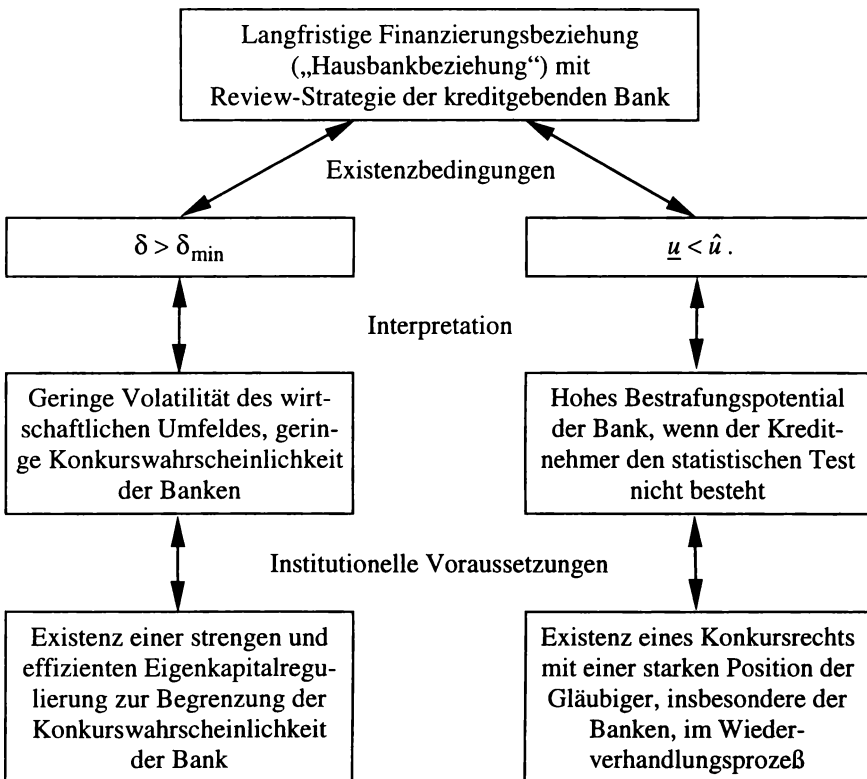 Langfristige Finanzierungsbeziehung
(„Hausbankbeziehung“) mit
Review-Strategie der kreditgebenden Bank
Existenzbedingungen
δ > δmin
u < û .
Interpretation
Geringe Volatilität des wirt-
schaftlichen Umfeldes, gerin-
ge Konkurswahrscheinlichkeit
der Banken
Hohes Bestrafungspotential
der Bank, wenn der Kredit-
nehmer den statistischen Test
nicht besteht
Institutionelle Voraussetzungen
Existenz einer strengen und
effizienten Eigenkapitalregu-
lierung zur Begrenzung der
Konkurswahrscheinlichkeit
der Bank
Existenz eines Konkursrechts
mit einer starken Position der
Gläubiger, insbesondere der
Banken, im Wieder-
verhandlungsprozeß